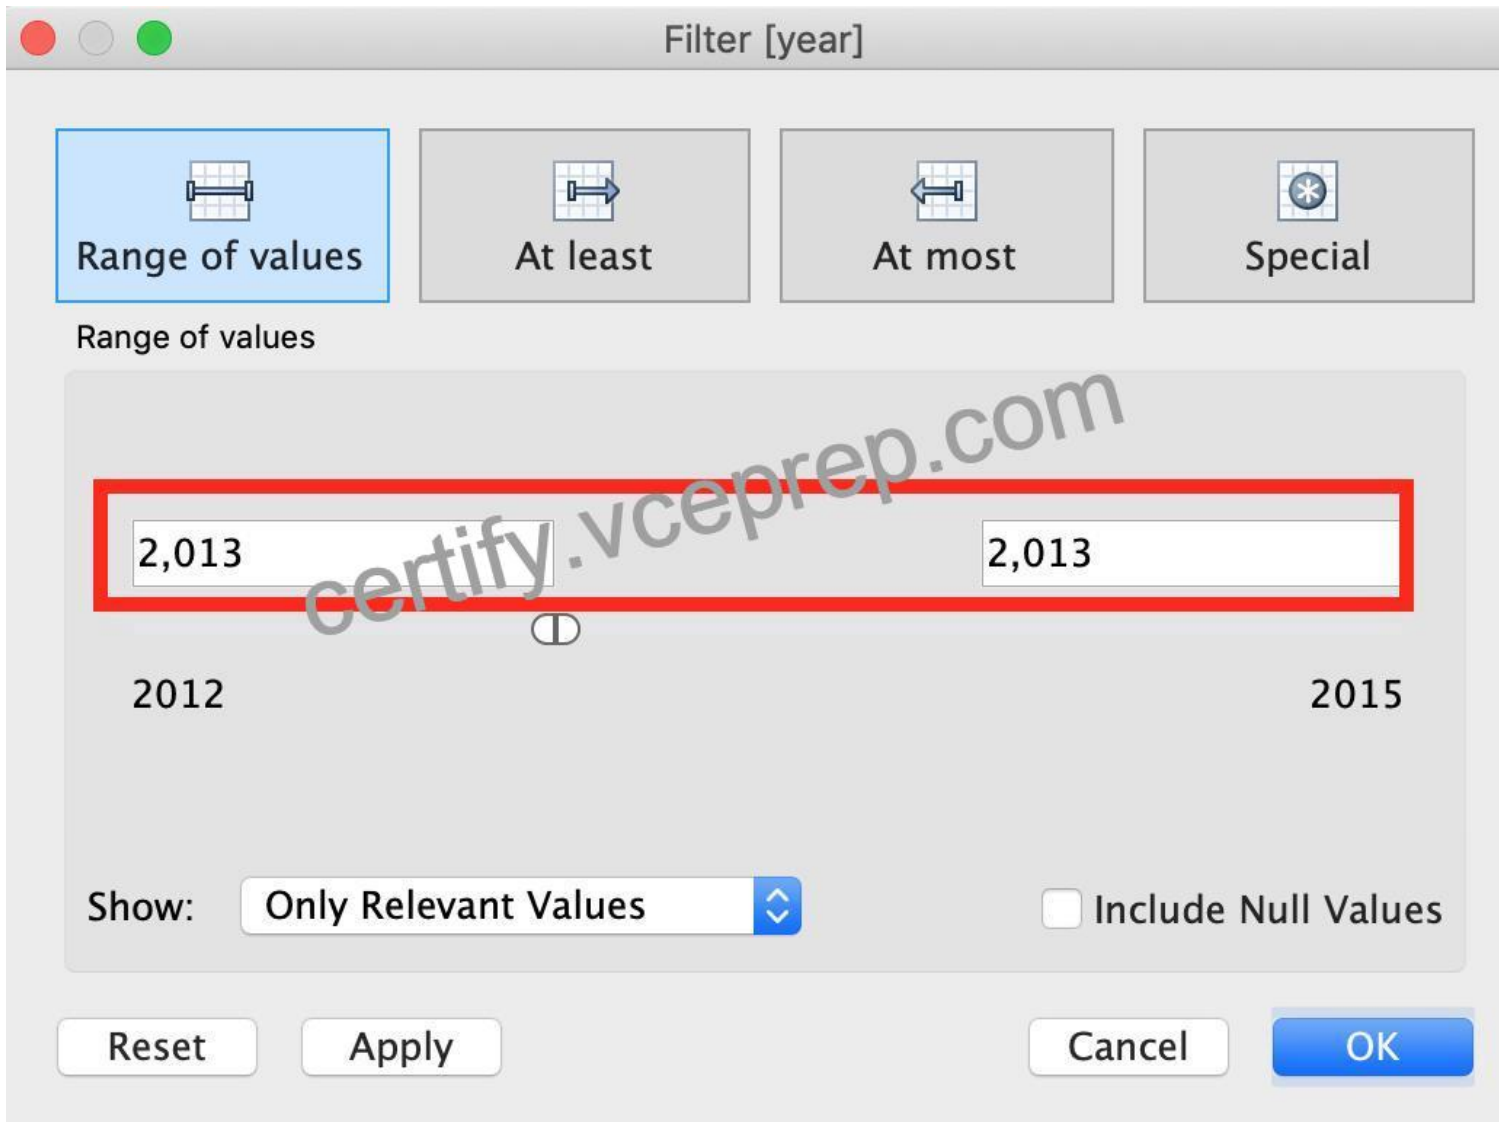 Filter [year]
Range of values
At least
At most
Special
Range of values
certify.vceprep.com
2,013
2,013
2012
2015
Show:
Only Relevant Values
Include Null Values
Reset
Apply
Cancel
OK